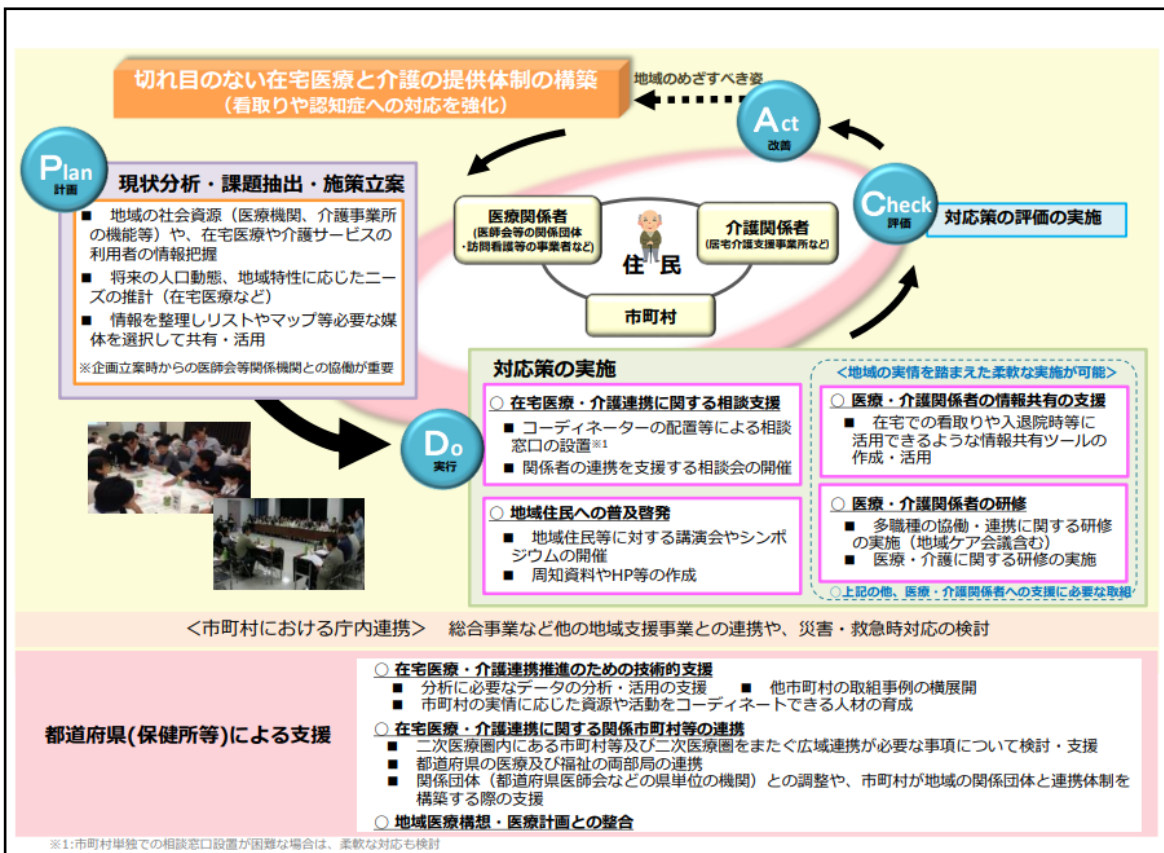 切れ目のない在宅医療と介護の提供体制の構築
（看取りや認知症への対応を強化）
地域のめざすべき姿
Act
改善
Plan
計画
現状分析・課題抽出・施策立案
■ 地域の社会資源（医療機関、介護事業所
の機能等）や、在宅医療や介護サービスの
利用者の情報把握
■ 将来の人口動態、地域特性に応じたニー
ズの推計（在宅医療など）
■ 情報を整理しリストやマップ等必要な媒
体を選択して共有・活用
※企画立案時からの医師会等関係機関との協働が重要
医療関係者
(医師会等の関係団体
・訪問看護等の事業者など)
住民
介護関係者
(居宅介護支援事業所など)
市町村
Check
評価
対応策の評価の実施
Do
実行
対応策の実施
○ 在宅医療・介護連携に関する相談支援
■ コーディネーターの配置等による相談
窓口の設置※1
■ 関係者の連携を支援する相談会の開催
○ 地域住民への普及啓発
■ 地域住民等に対する講演会やシンポ
ジウムの開催
■ 周知資料やHP等の作成
＜地域の実情を踏まえた柔軟な実施が可能＞
○ 医療・介護関係者の情報共有の支援
■ 在宅での看取りや入退院時等に
活用できるような情報共有ツールの
作成・活用
○ 医療・介護関係者の研修
■ 多職種の協働・連携に関する研修
の実施（地域ケア会議含む）
■ 医療・介護に関する研修の実施
○上記の他、医療・介護関係者への支援に必要な取組
＜市町村における庁内連携＞ 総合事業など他の地域支援事業との連携や、災害・救急時対応の検討
都道府県(保健所等)による支援
○ 在宅医療・介護連携推進のための技術的支援
■ 分析に必要なデータの分析・活用の支援 ■ 他市町村の取組事例の横展開
■ 市町村の実情に応じた資源や活動をコーディネートできる人材の育成
○ 在宅医療・介護連携に関する関係市町村等の連携
■ 二次医療圏内にある市町村等及び二次医療圏をまたぐ広域連携が必要な事項について検討・支援
■ 都道府県の医療及び福祉の両部局の連携
■ 関係団体（都道府県医師会などの県単位の機関）との調整や、市町村が地域の関係団体と連携体制を
構築する際の支援
○ 地域医療構想・医療計画との整合
※1:市町村単独での相談窓口設置が困難な場合は、柔軟な対応も検討